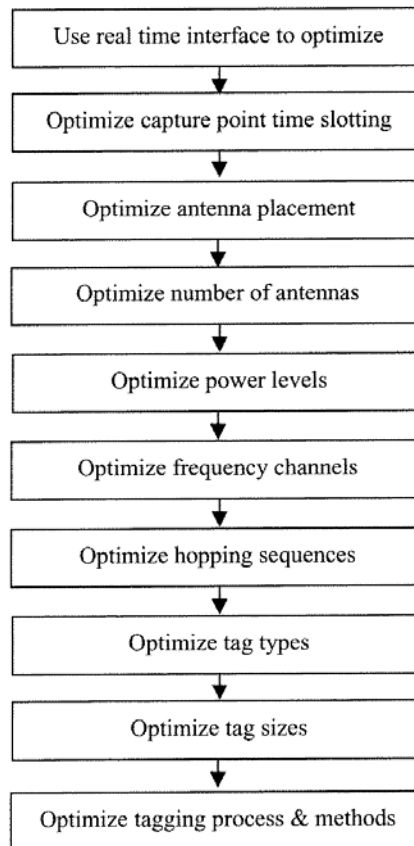 Use real time interface to optimize
Optimize capture point time slotting
Optimize antenna placement
Optimize number of antennas
Optimize power levels
Optimize frequency channels
Optimize hopping sequences
Optimize tag types
Optimize tag sizes
Optimize tagging process & methods